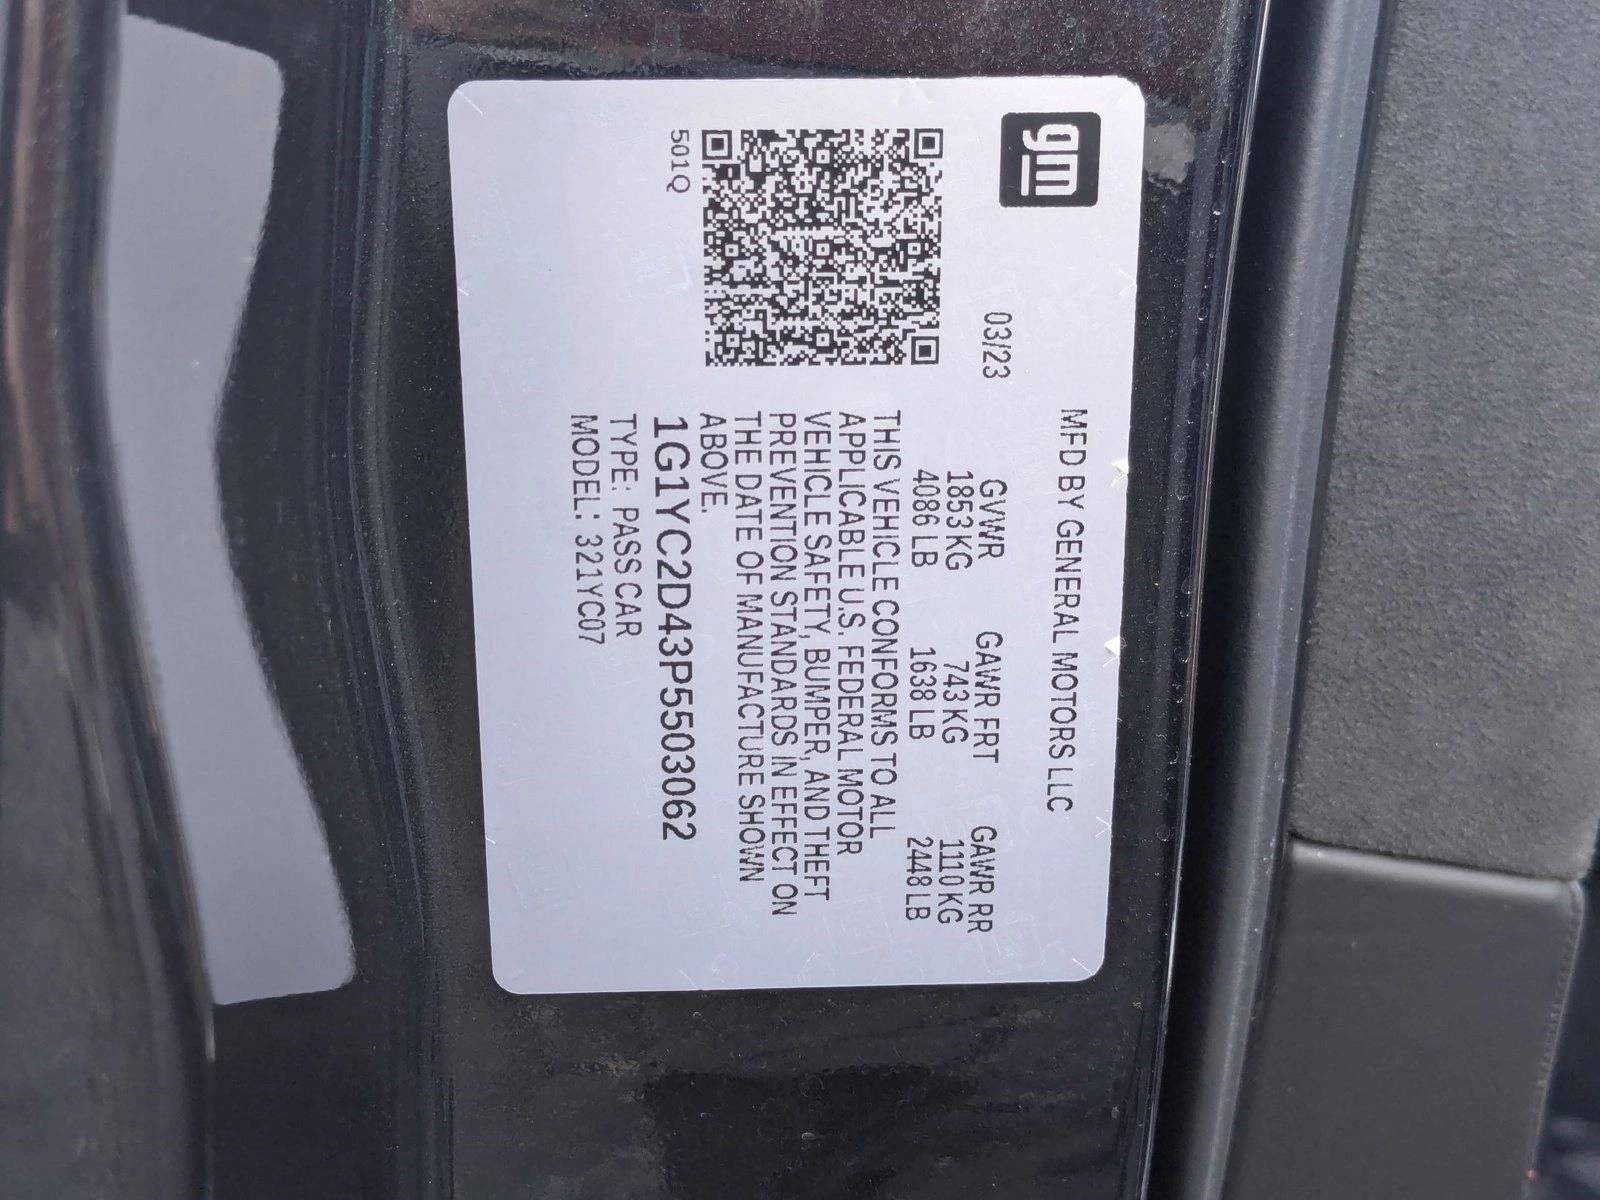 gm
MFD BY GENERAL MOTORS LLC
03/23
GVWR GAWR FRT GAWR RR
1853 KG 743 KG 1110 KG
4086 LB 1638 LB 2448 LB
THIS VEHICLE CONFORMS TO ALL
APPLICABLE U.S. FEDERAL MOTOR
VEHICLE SAFETY, BUMPER, AND THEFT
PREVENTION STANDARDS IN EFFECT ON
THE DATE OF MANUFACTURE SHOWN
ABOVE.
1G1YC2D43P5503062
TYPE: PASS CAR
MODEL: 321YC07
501Q